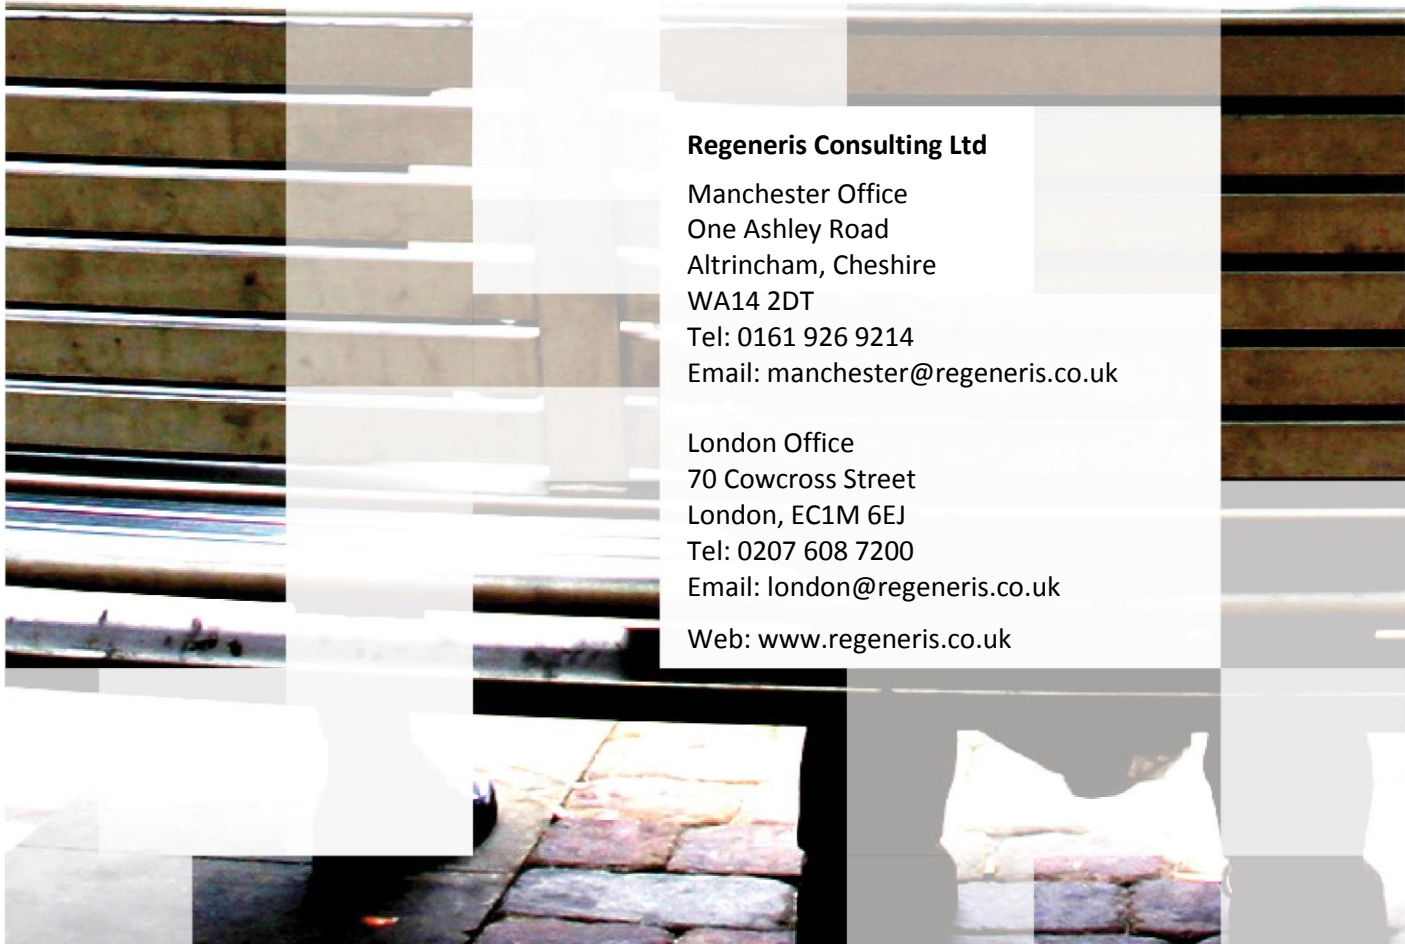 Regeneris Consulting Ltd
Manchester Office
One Ashley Road
Altrincham, Cheshire
WA14 2DT
Tel: 0161 926 9214
Email: manchester@regeneris.co.uk
London Office
70 Cowcross Street
London, EC1M 6EJ
Tel: 0207 608 7200
Email: london@regeneris.co.uk
Web: www.regeneris.co.uk